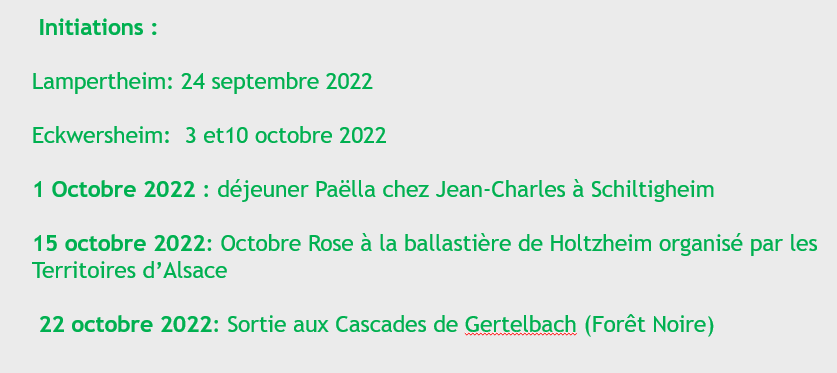 Initiations :
Lampertheim: 24 septembre 2022
Eckwersheim:  3 et10 octobre 2022
1 Octobre 2022 : déjeuner Paëlla chez Jean-Charles à Schiltigheim
15 octobre 2022: Octobre Rose à la ballastière de Holtzheim organisé par les
Territoires d’Alsace
22 octobre 2022: Sortie aux Cascades de Gertelbach (Forêt Noire)